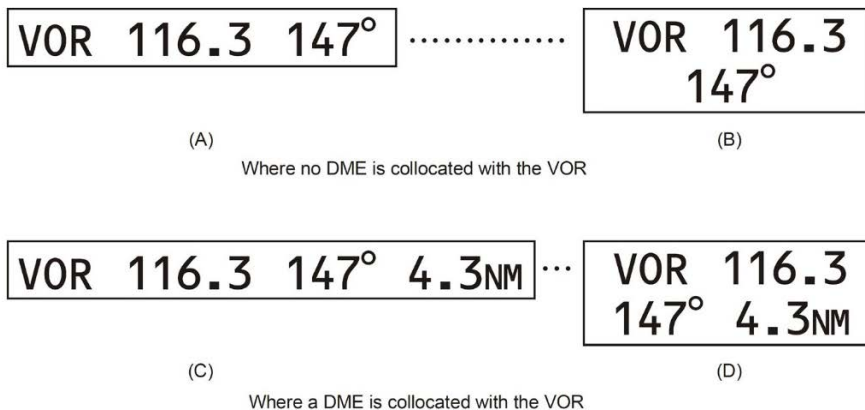 VOR 116.3 147° .............. VOR 116.3
147°
(A) (B)
Where no DME is collocated with the VOR
VOR 116.3 147° 4.3NM ... VOR 116.3
147° 4.3NM
(C) (D)
Where a DME is collocated with the VOR